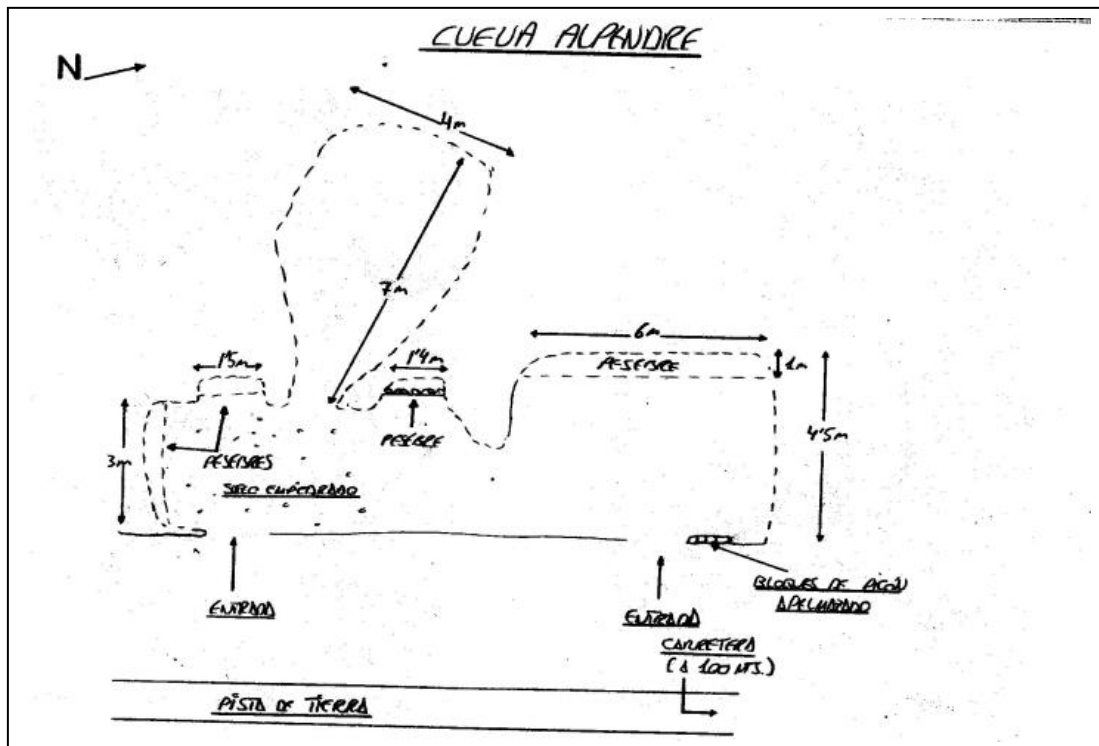 CUEVA ALPENDRE
N
4m
7m
6m
1'5m
1'4m
PESEBRE
1m
PESEBRE
4'5m
3m
PESEBRES
SUELO EMPEDRADO
ENTRADA
ENTRADA
BLOQUES DE PICÓN
APELMAZADO
CARRETERA
(A 100 MTS.)
PISTA DE TIERRA